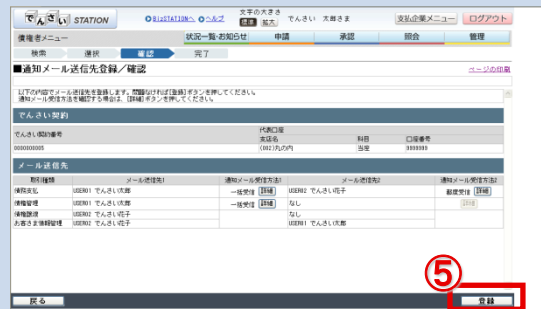 でんさい STATION
BizSTATIONへ
ヘルプ
文字の大きさ
標準 拡大
でんさい 太郎さま
支払企業メニュー
ログアウト
債権者メニュー
状況一覧・お知らせ
申請
承認
照会
管理
検索
選択
確認
完了
■通知メール送信先登録／確認
ページの印刷
以下の内容でメール送信先を登録します。問題なければ[登録]ボタンを押してください。
通知メール受信方法を確認する場合は、[詳細]ボタンを押してください。
でんさい契約
でんさい契約番号
代表口座
支店名 科目 口座番号
0000000005 (002)丸の内 当座 9999999
メール送信先
取引種類 メール送信先1 通知メール受信方法1 メール送信先2 通知メール受信方法2
債務支払 USER01 でんさい太郎 一括受信 詳細 USER02 でんさい花子 都度受信 詳細
債権管理 USER01 でんさい太郎 一括受信 詳細 なし 詳細
債権譲渡 USER02 でんさい花子 なし
お客さま情報管理 USER02 でんさい花子 USER01 でんさい太郎
⑤
戻る
登録